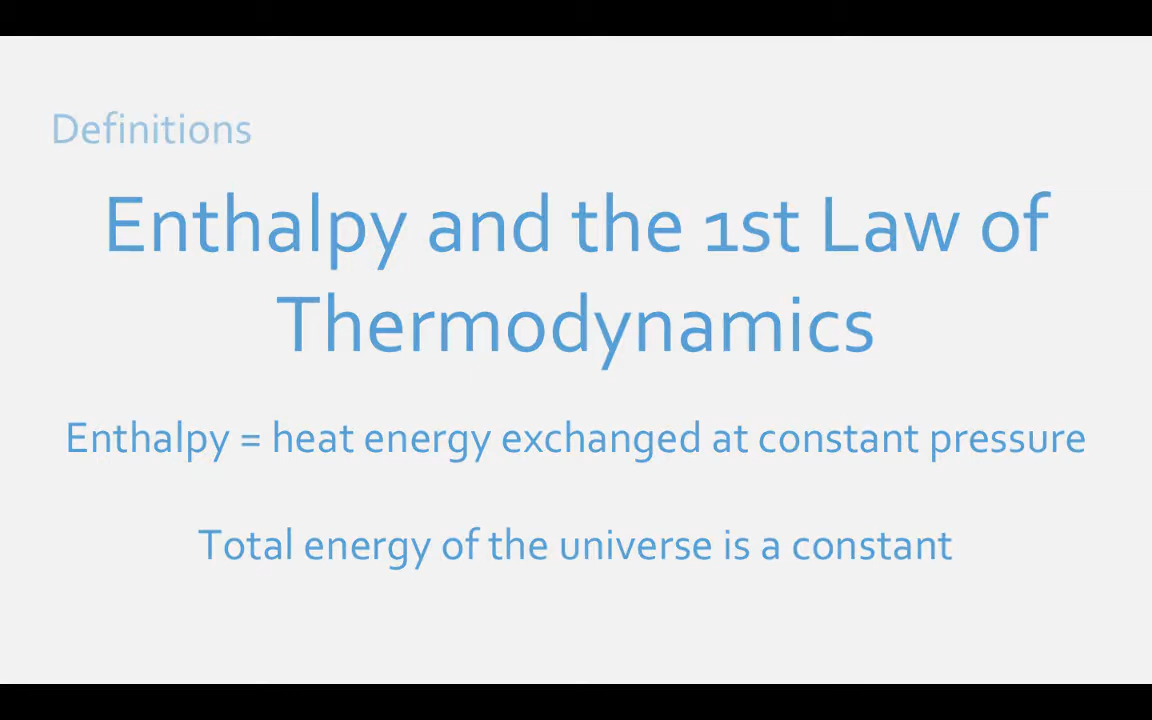 Definitions
Enthalpy and the 1st Law of
Thermodynamics
Enthalpy = heat energy exchanged at constant pressure
Total energy of the universe is a constant